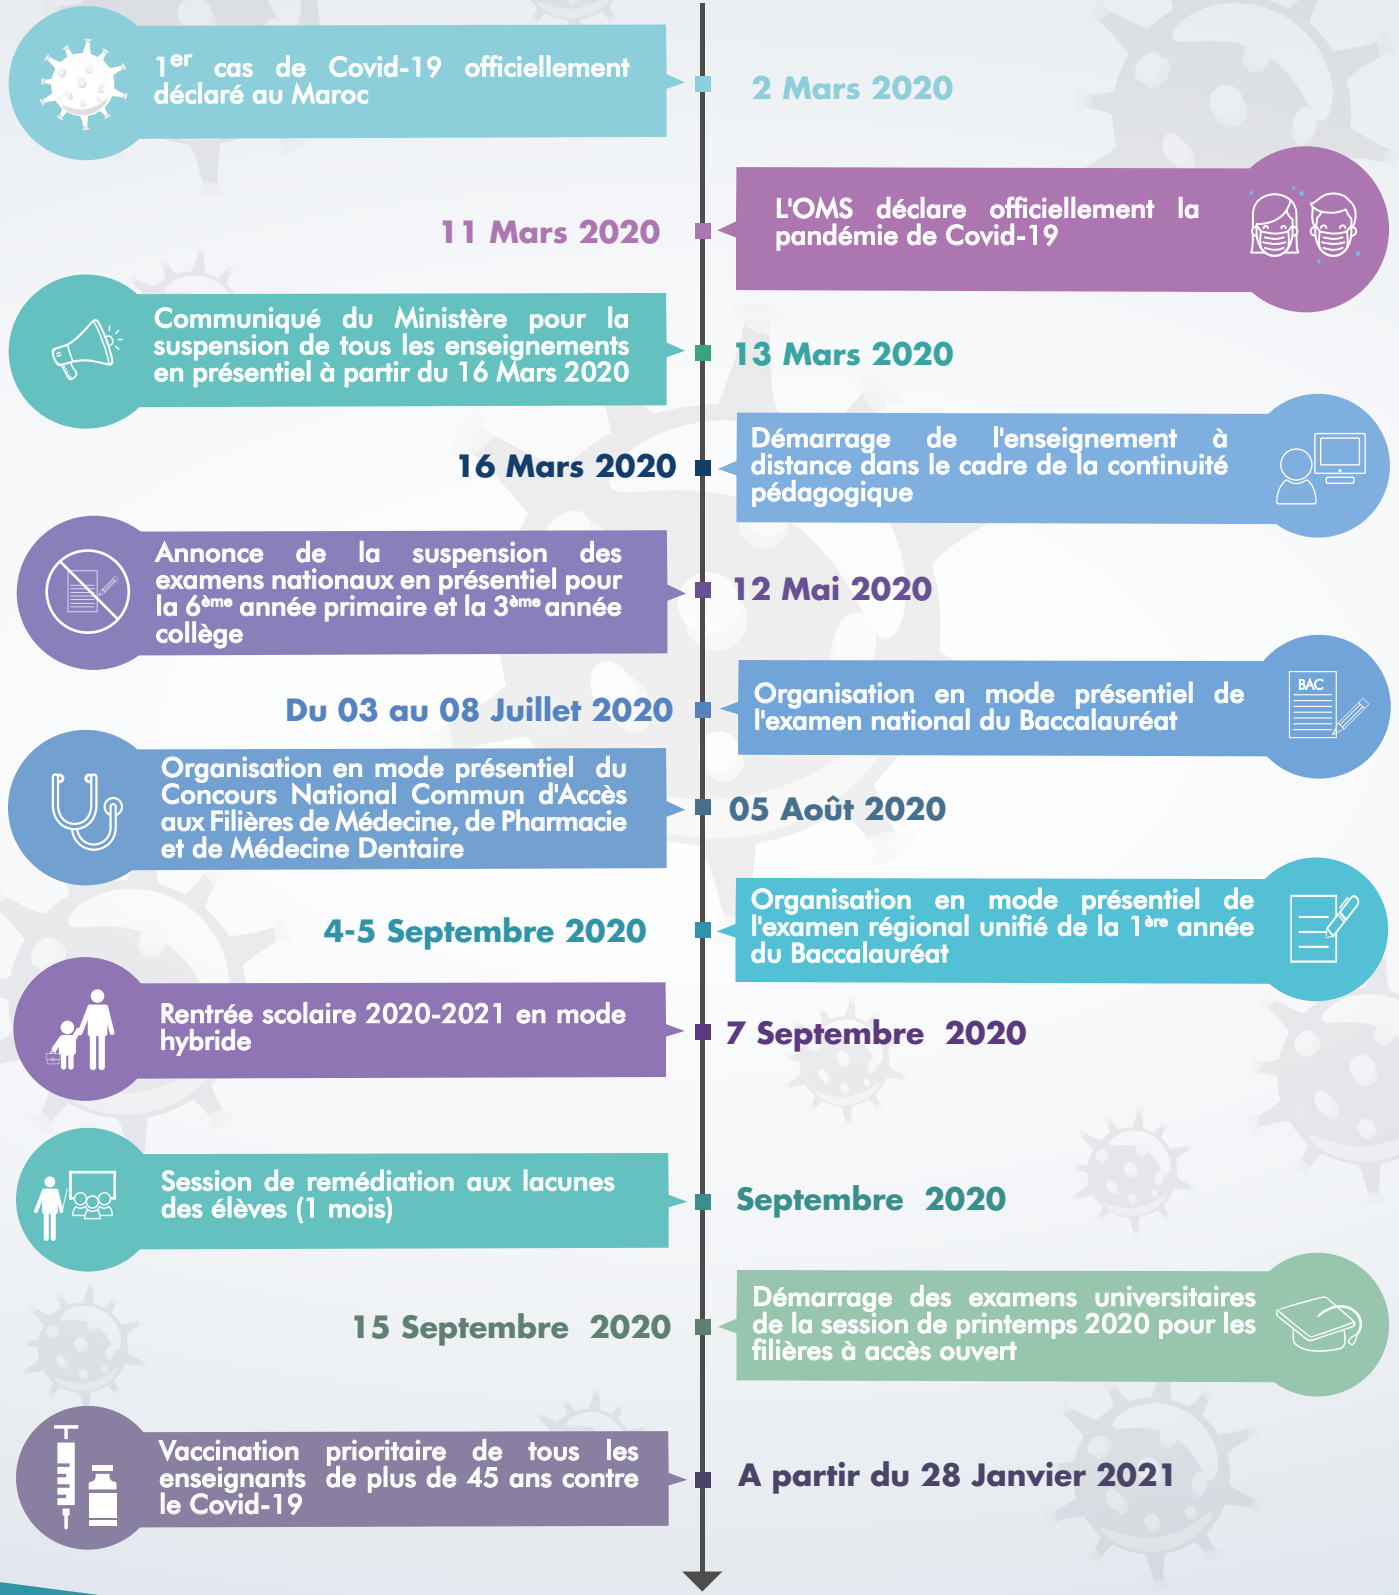 1er cas de Covid-19 officiellement
déclaré au Maroc
2 Mars 2020
11 Mars 2020
L'OMS déclare officiellement la
pandémie de Covid-19
Communiqué du Ministère pour la
suspension de tous les enseignements
en présentiel à partir du 16 Mars 2020
13 Mars 2020
16 Mars 2020
Démarrage de l'enseignement à
distance dans le cadre de la continuité
pédagogique
Annonce de la suspension des
examens nationaux en présentiel pour
la 6ème année primaire et la 3ème année
collège
12 Mai 2020
Du 03 au 08 Juillet 2020
Organisation en mode présentiel de
l'examen national du Baccalauréat
BAC
Organisation en mode présentiel du
Concours National Commun d'Accès
aux Filières de Médecine, de Pharmacie
et de Médecine Dentaire
05 Août 2020
4-5 Septembre 2020
Organisation en mode présentiel de
l'examen régional unifié de la 1ère année
du Baccalauréat
Rentrée scolaire 2020-2021 en mode
hybride
7 Septembre 2020
Session de remédiation aux lacunes
des élèves (1 mois)
Septembre 2020
15 Septembre 2020
Démarrage des examens universitaires
de la session de printemps 2020 pour les
filières à accès ouvert
Vaccination prioritaire de tous les
enseignants de plus de 45 ans contre
le Covid-19
A partir du 28 Janvier 2021